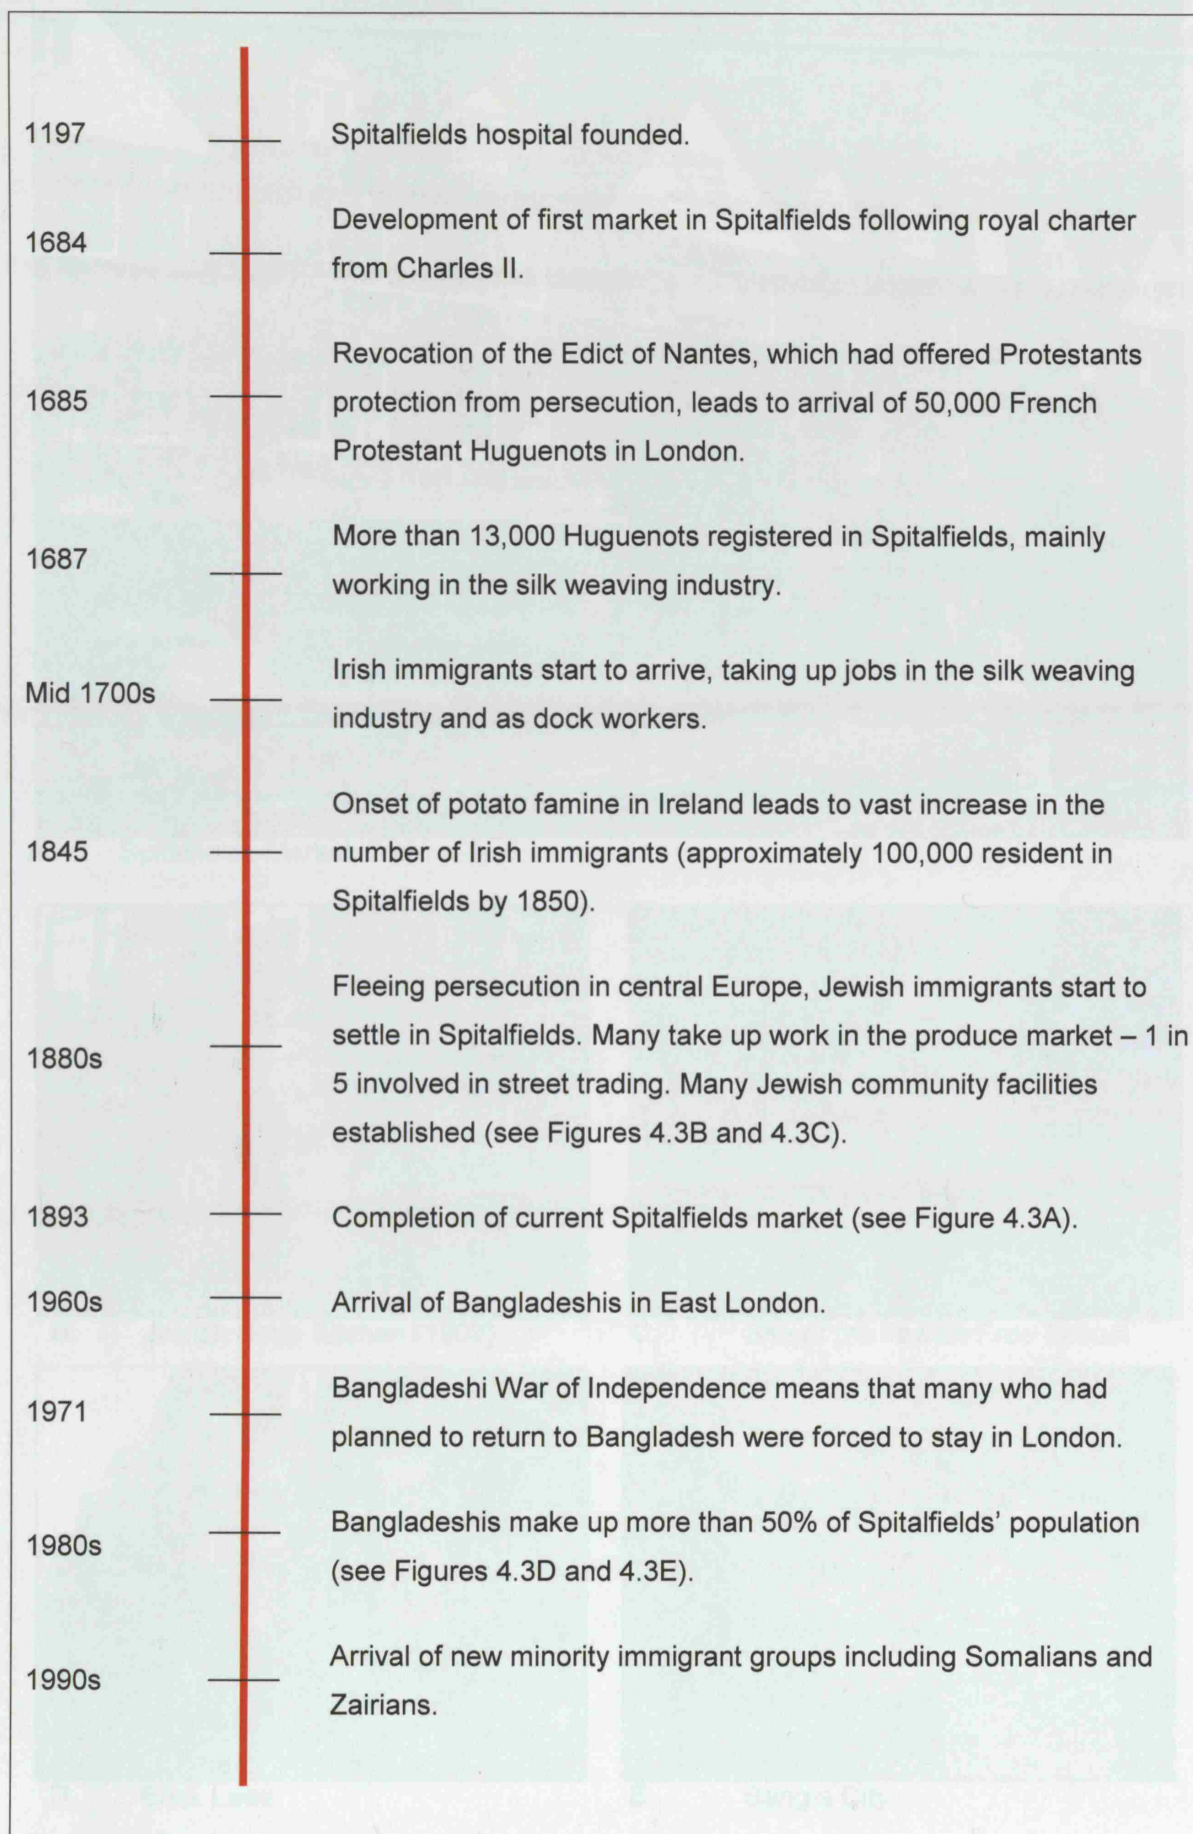 1197 Spitalfields hospital founded.
1684 Development of first market in Spitalfields following royal charter
from Charles II.
1685 Revocation of the Edict of Nantes, which had offered Protestants
protection from persecution, leads to arrival of 50,000 French
Protestant Huguenots in London.
1687 More than 13,000 Huguenots registered in Spitalfields, mainly
working in the silk weaving industry.
Mid 1700s Irish immigrants start to arrive, taking up jobs in the silk weaving
industry and as dock workers.
1845 Onset of potato famine in Ireland leads to vast increase in the
number of Irish immigrants (approximately 100,000 resident in
Spitalfields by 1850).
1880s Fleeing persecution in central Europe, Jewish immigrants start to
settle in Spitalfields. Many take up work in the produce market – 1 in
5 involved in street trading. Many Jewish community facilities
established (see Figures 4.3B and 4.3C).
1893 Completion of current Spitalfields market (see Figure 4.3A).
1960s Arrival of Bangladeshis in East London.
1971 Bangladeshi War of Independence means that many who had
planned to return to Bangladesh were forced to stay in London.
1980s Bangladeshis make up more than 50% of Spitalfields' population
(see Figures 4.3D and 4.3E).
1990s Arrival of new minority immigrant groups including Somalians and
Zairians.